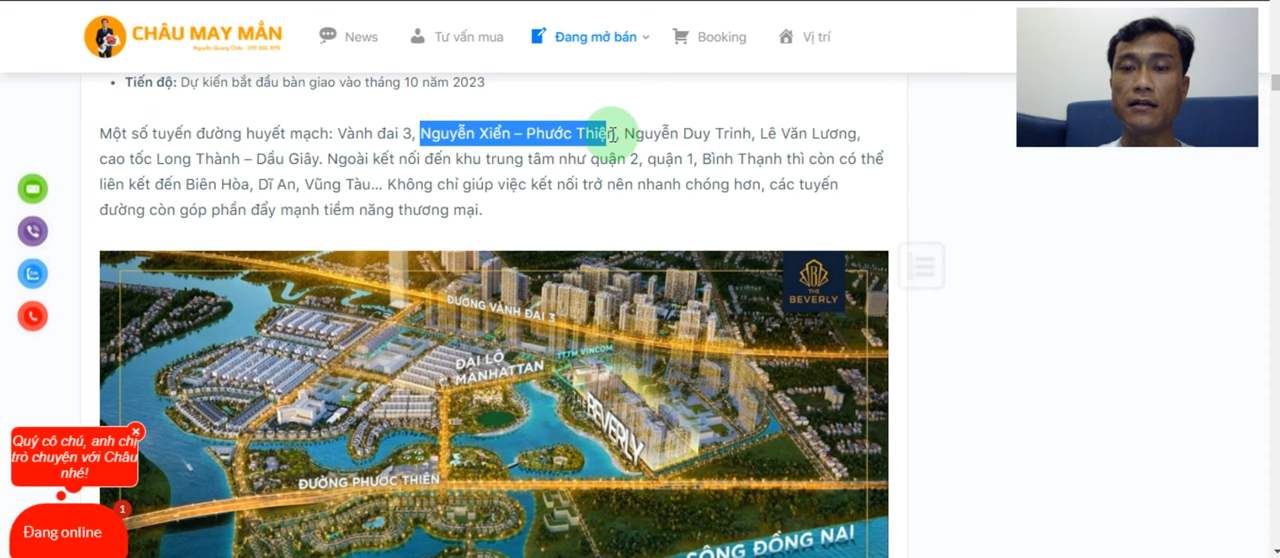 CHÂU MAY MẮN
News
Tư vấn mua
Đang mở bán
Booking
Vị trí
Tiến độ: Dự kiến bắt đầu bàn giao vào tháng 10 năm 2023
Một số tuyến đường huyết mạch: Vành đai 3, Nguyễn Xiển – Phước Thiện, Nguyễn Duy Trinh, Lê Văn Lương,
cao tốc Long Thành – Dầu Giây. Ngoài kết nối đến khu trung tâm như quận 2, quận 1, Bình Thạnh thì còn có thể
liên kết đến Biên Hòa, Dĩ An, Vũng Tàu... Không chỉ giúp việc kết nối trở nên nhanh chóng hơn, các tuyến
đường còn góp phần đẩy mạnh tiềm năng thương mại.
THE
BEVERLY
ĐƯỜNG VÀNH ĐAI 3
TTTM VINCOM
ĐẠI LỘ
MANHATTAN
BEVERLY
ĐƯỜNG PHƯỚC THIỆN
SÔNG ĐỒNG NAI
Quý cô chú, anh chị
trò chuyện với Châu
nhé!
1
Đang online